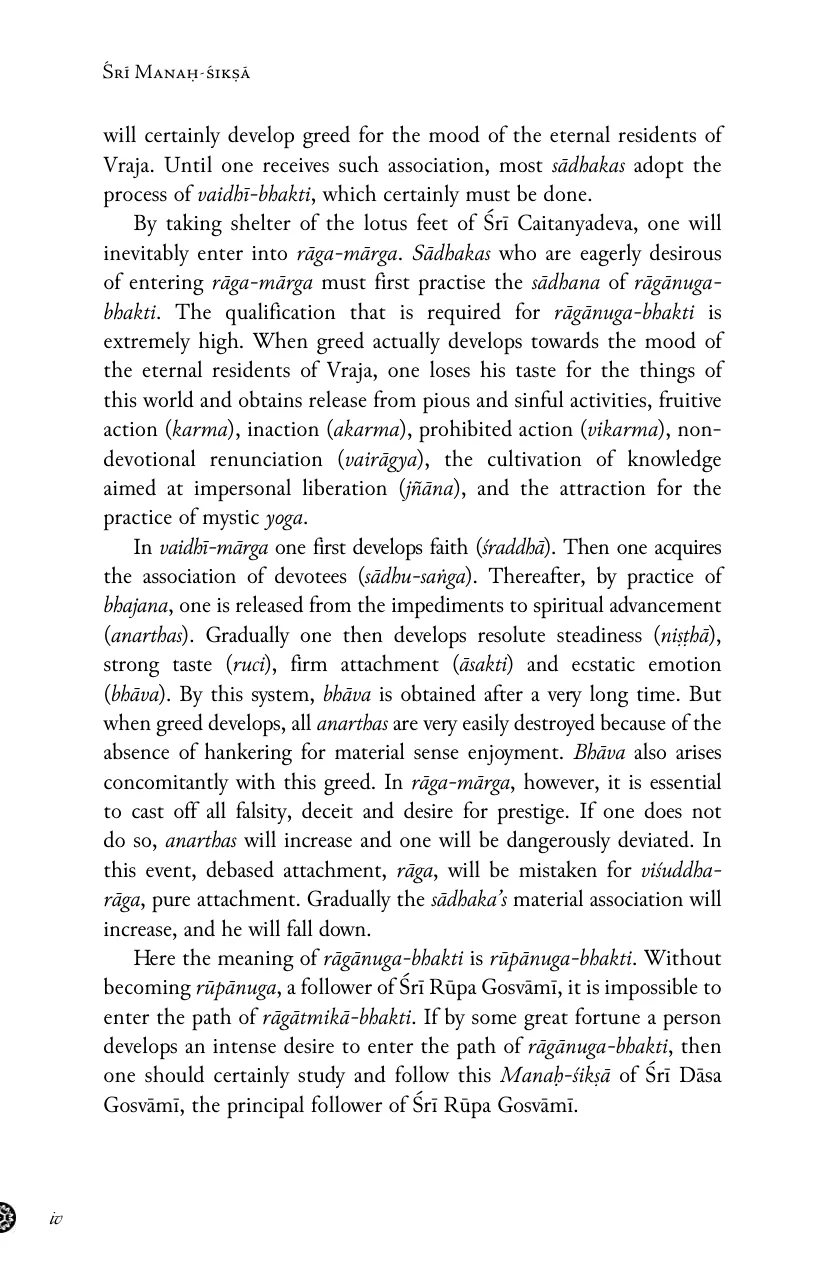 Śrī Manaḥ-śikṣā
will certainly develop greed for the mood of the eternal residents of
Vraja. Until one receives such association, most sādhakas adopt the
process of vaidhī-bhakti, which certainly must be done.
By taking shelter of the lotus feet of Śrī Caitanyadeva, one will
inevitably enter into rāga-mārga. Sādhakas who are eagerly desirous
of entering rāga-mārga must first practise the sādhana of rāgānuga-
bhakti. The qualification that is required for rāgānuga-bhakti is
extremely high. When greed actually develops towards the mood of
the eternal residents of Vraja, one loses his taste for the things of
this world and obtains release from pious and sinful activities, fruitive
action (karma), inaction (akarma), prohibited action (vikarma), non-
devotional renunciation (vairāgya), the cultivation of knowledge
aimed at impersonal liberation (jñāna), and the attraction for the
practice of mystic yoga.
In vaidhī-mārga one first develops faith (śraddhā). Then one acquires
the association of devotees (sādhu-saṅga). Thereafter, by practice of
bhajana, one is released from the impediments to spiritual advancement
(anarthas). Gradually one then develops resolute steadiness (niṣṭhā),
strong taste (ruci), firm attachment (āsakti) and ecstatic emotion
(bhāva). By this system, bhāva is obtained after a very long time. But
when greed develops, all anarthas are very easily destroyed because of the
absence of hankering for material sense enjoyment. Bhāva also arises
concomitantly with this greed. In rāga-mārga, however, it is essential
to cast off all falsity, deceit and desire for prestige. If one does not
do so, anarthas will increase and one will be dangerously deviated. In
this event, debased attachment, rāga, will be mistaken for viśuddha-
rāga, pure attachment. Gradually the sādhaka's material association will
increase, and he will fall down.
Here the meaning of rāgānuga-bhakti is rūpānuga-bhakti. Without
becoming rūpānuga, a follower of Śrī Rūpa Gosvāmī, it is impossible to
enter the path of rāgātmikā-bhakti. If by some great fortune a person
develops an intense desire to enter the path of rāgānuga-bhakti, then
one should certainly study and follow this Manaḥ-śikṣā of Śrī Dāsa
Gosvāmī, the principal follower of Śrī Rūpa Gosvāmī.
iv